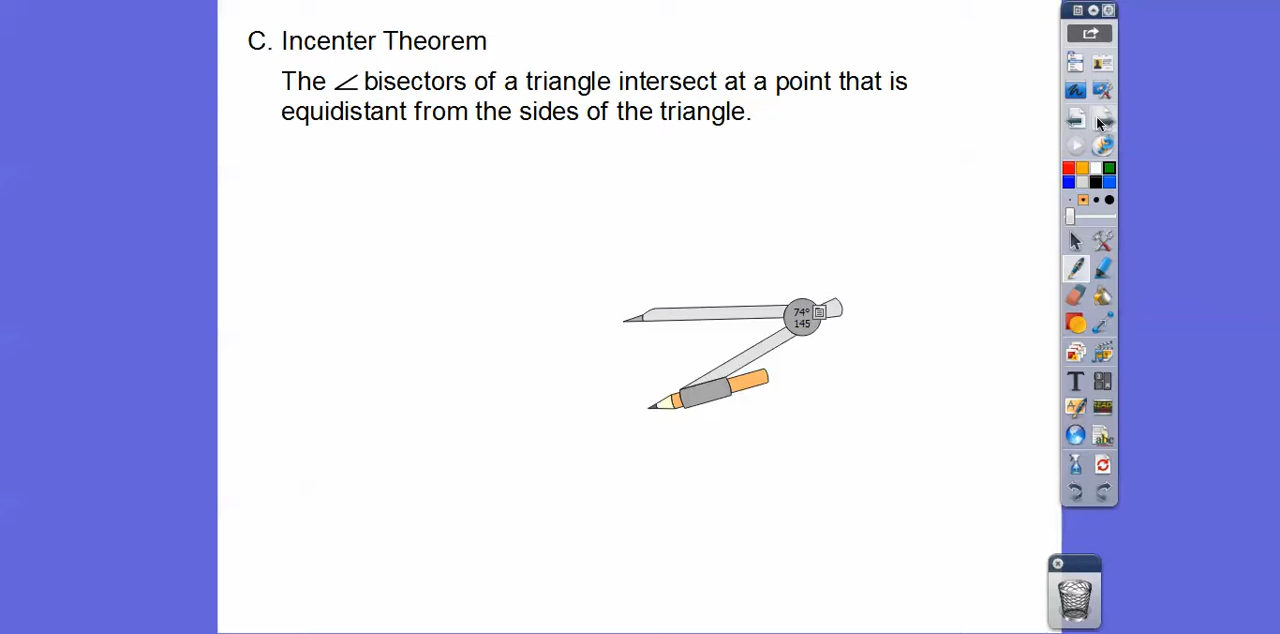 C. Incenter Theorem
The ∠ bisectors of a triangle intersect at a point that is
equidistant from the sides of the triangle.
74°
145
T
abc